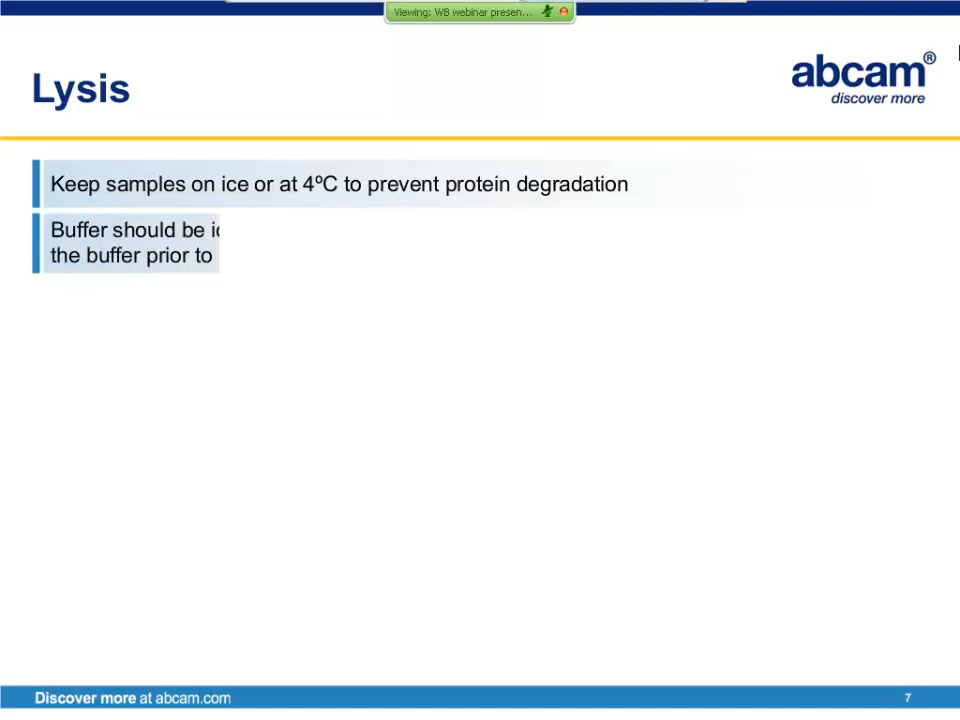 Viewing: WB webinar presen...
abcam®
discover more
Lysis
Keep samples on ice or at 4ºC to prevent protein degradation
Buffer should be
the buffer prior to
Discover more at abcam.com
7